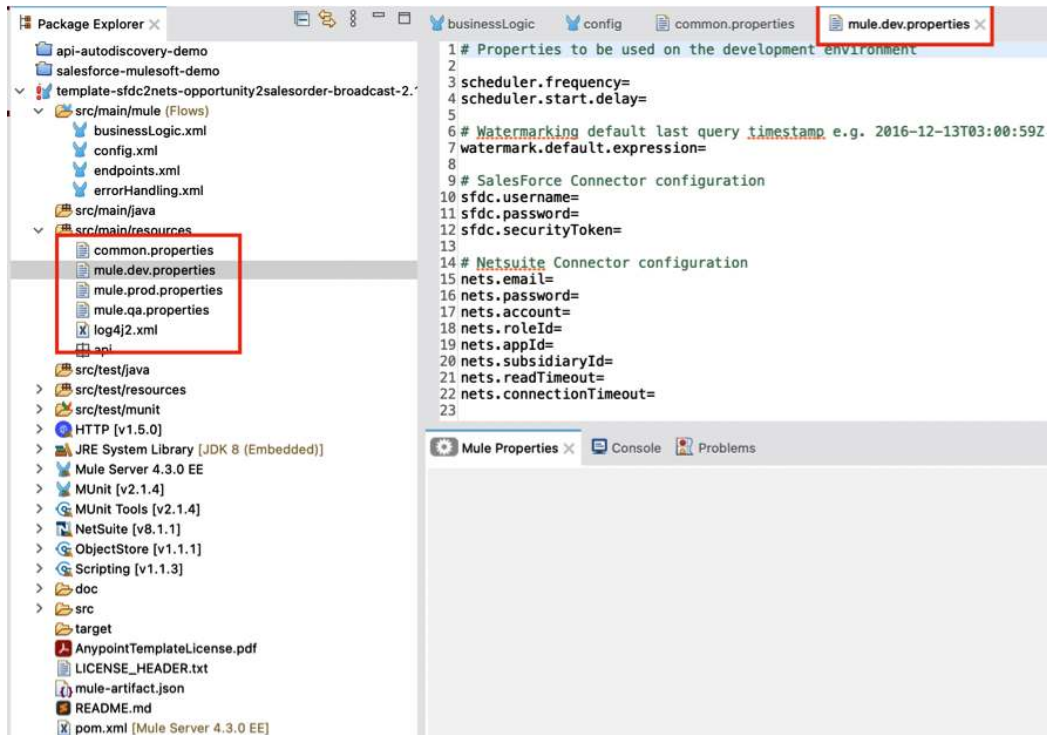 Package Explorer
api-autodiscovery-demo
salesforce-mulesoft-demo
template-sfdc2nets-opportunity2salesorder-broadcast-2.1
src/main/mule (Flows)
businessLogic.xml
config.xml
endpoints.xml
errorHandling.xml
src/main/java
src/main/resources
common.properties
mule.dev.properties
mule.prod.properties
mule.qa.properties
log4j2.xml
api
src/test/java
src/test/resources
src/test/munit
HTTP [v1.5.0]
JRE System Library [JDK 8 (Embedded)]
Mule Server 4.3.0 EE
MUnit [v2.1.4]
MUnit Tools [v2.1.4]
NetSuite [v8.1.1]
ObjectStore [v1.1.1]
Scripting [v1.1.3]
doc
src
target
AnypointTemplateLicense.pdf
LICENSE_HEADER.txt
mule-artifact.json
README.md
pom.xml [Mule Server 4.3.0 EE]
businessLogic config common.properties mule.dev.properties
1 # Properties to be used on the development environment
2
3 scheduler.frequency=
4 scheduler.start.delay=
5
6 # Watermarking default last query timestamp e.g. 2016-12-13T03:00:59Z
7 watermark.default.expression=
8
9 # SalesForce Connector configuration
10 sfdc.username=
11 sfdc.password=
12 sfdc.securityToken=
13
14 # Netsuite Connector configuration
15 nets.email=
16 nets.password=
17 nets.account=
18 nets.roleId=
19 nets.appId=
20 nets.subsidiaryId=
21 nets.readTimeout=
22 nets.connectionTimeout=
23
Mule Properties Console Problems